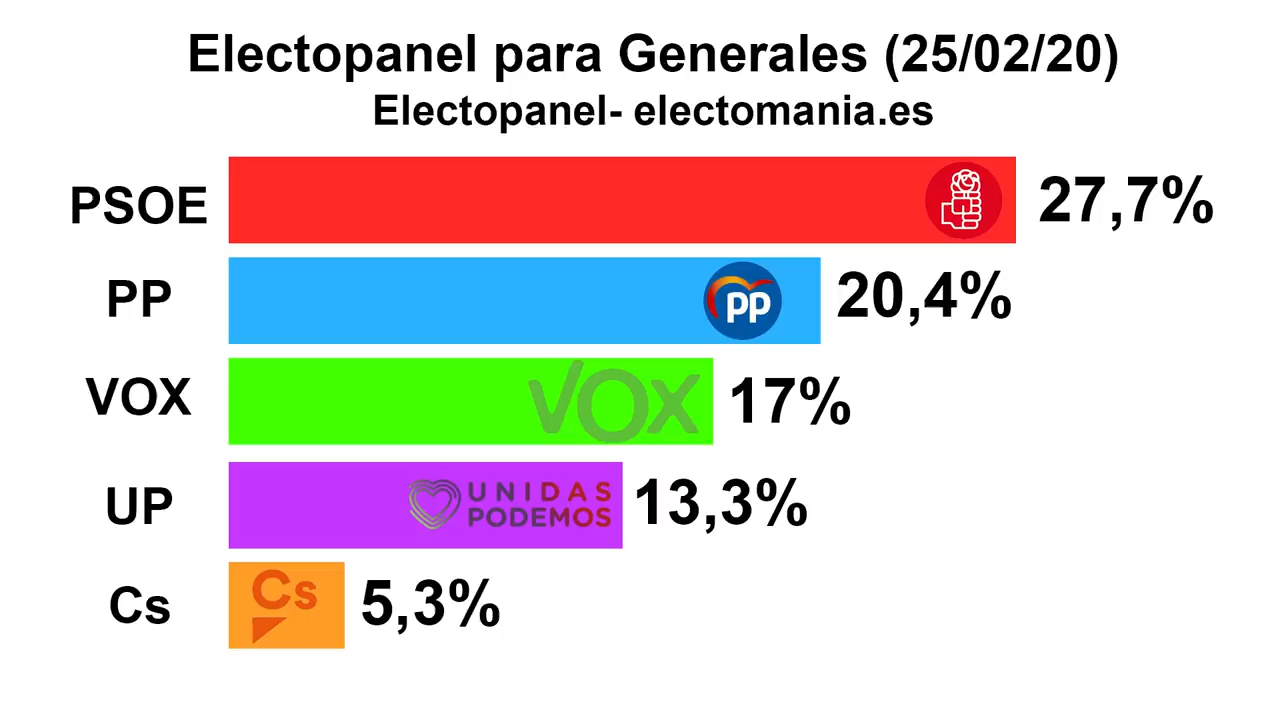 Electopanel para Generales (25/02/20)
Electopanel- electomania.es
PSOE 27,7%
PP pp 20,4%
VOX VOX 17%
UP UNIDAS PODEMOS 13,3%
Cs Cs 5,3%